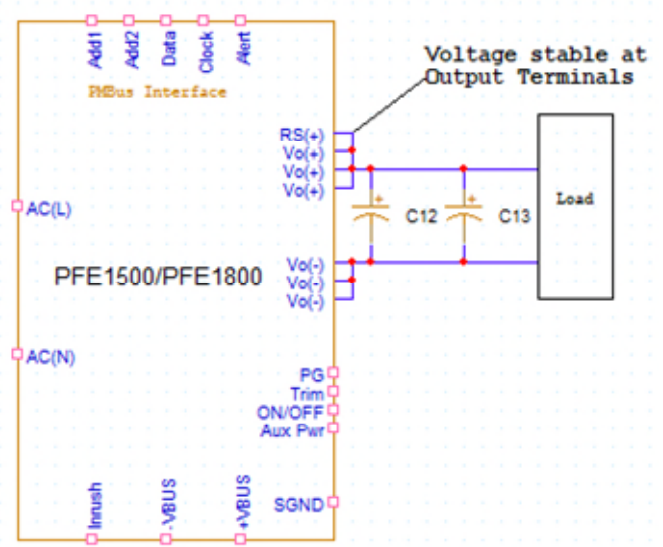 Add1
Add2
Data
Clock
Alert
PMBus Interface
Voltage stable at
Output Terminals
RS(+)
Vo(+)
Vo(+)
Vo(+)
AC(L)
C12
C13
Load
Vo(-)
Vo(-)
Vo(-)
PFE1500/PFE1800
AC(N)
PG
Trim
ON/OFF
Aux Pwr
Inrush
-VBUS
+VBUS
SGND